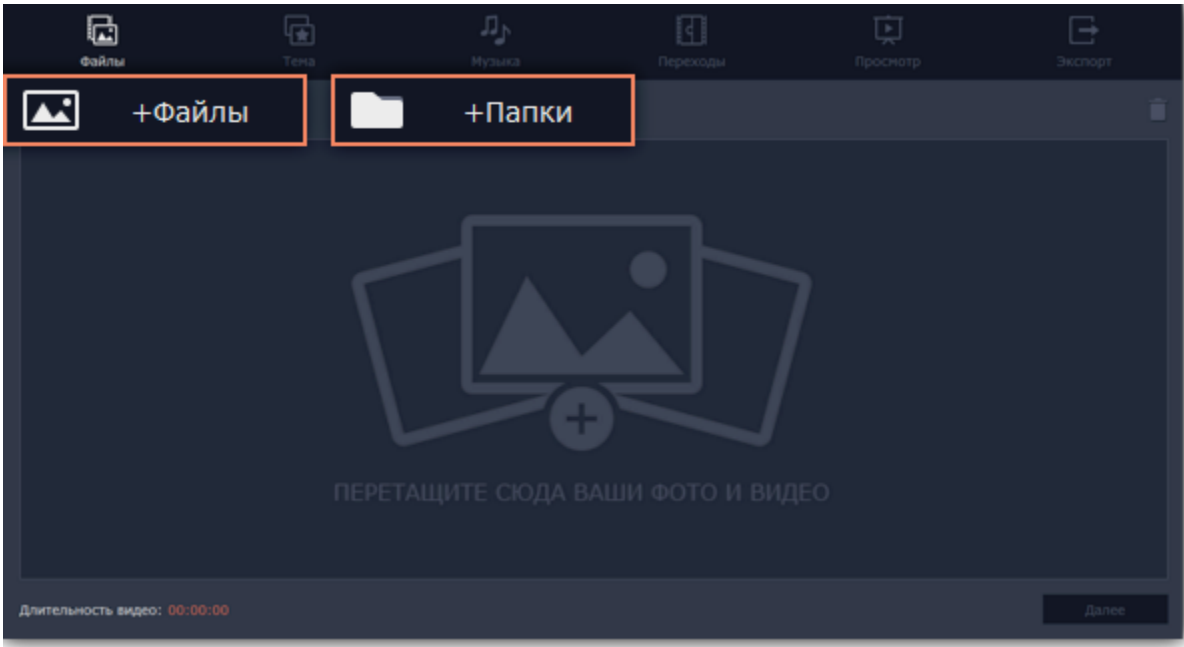 Файлы Тема Музыка Переходы Просмотр Экспорт
+Файлы +Папки
ПЕРЕТАЩИТЕ СЮДА ВАШИ ФОТО И ВИДЕО
Длительность видео: 00:00:00 Далее